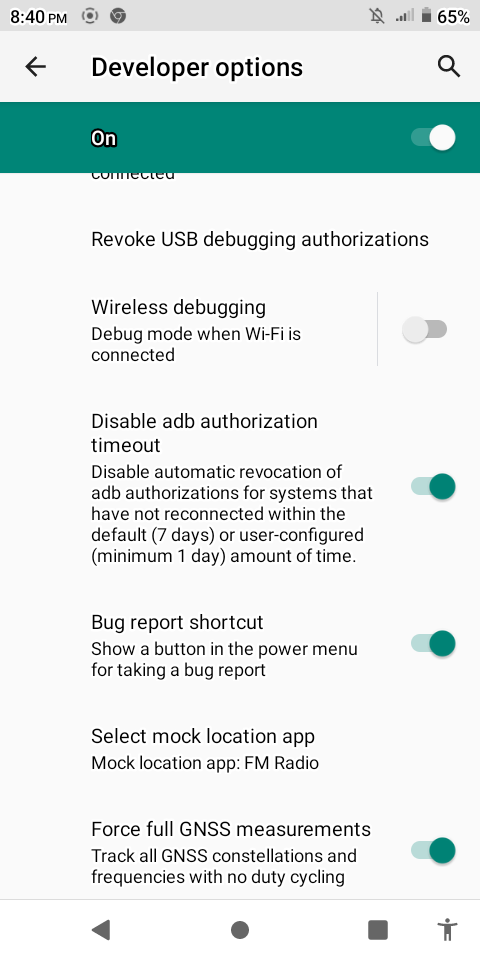 8:40 PM
65%
Developer options
On
connected
Revoke USB debugging authorizations
Wireless debugging
Debug mode when Wi-Fi is
connected
Disable adb authorization
timeout
Disable automatic revocation of
adb authorizations for systems that
have not reconnected within the
default (7 days) or user-configured
(minimum 1 day) amount of time.
Bug report shortcut
Show a button in the power menu
for taking a bug report
Select mock location app
Mock location app: FM Radio
Force full GNSS measurements
Track all GNSS constellations and
frequencies with no duty cycling